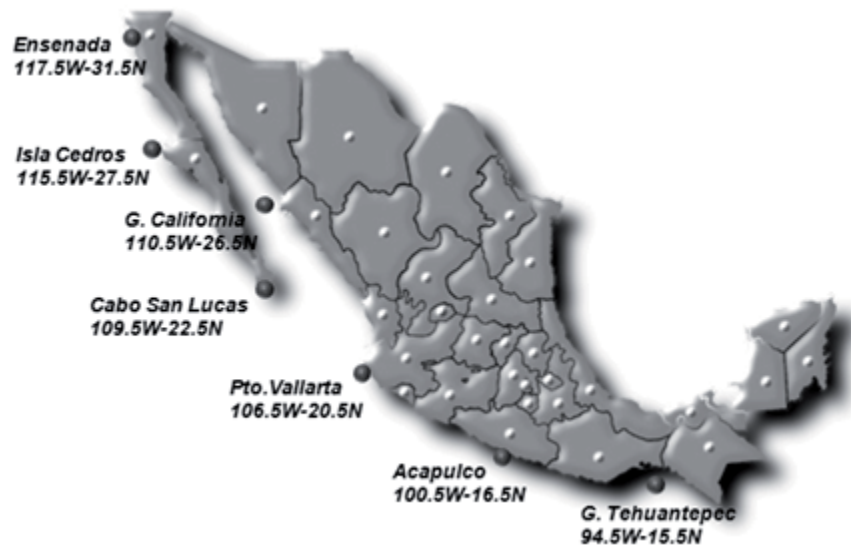 Ensenada
117.5W-31.5N
Isla Cedros
115.5W-27.5N
G. California
110.5W-26.5N
Cabo San Lucas
109.5W-22.5N
Pto.Vallarta
106.5W-20.5N
Acapulco
100.5W-16.5N
G. Tehuantepec
94.5W-15.5N